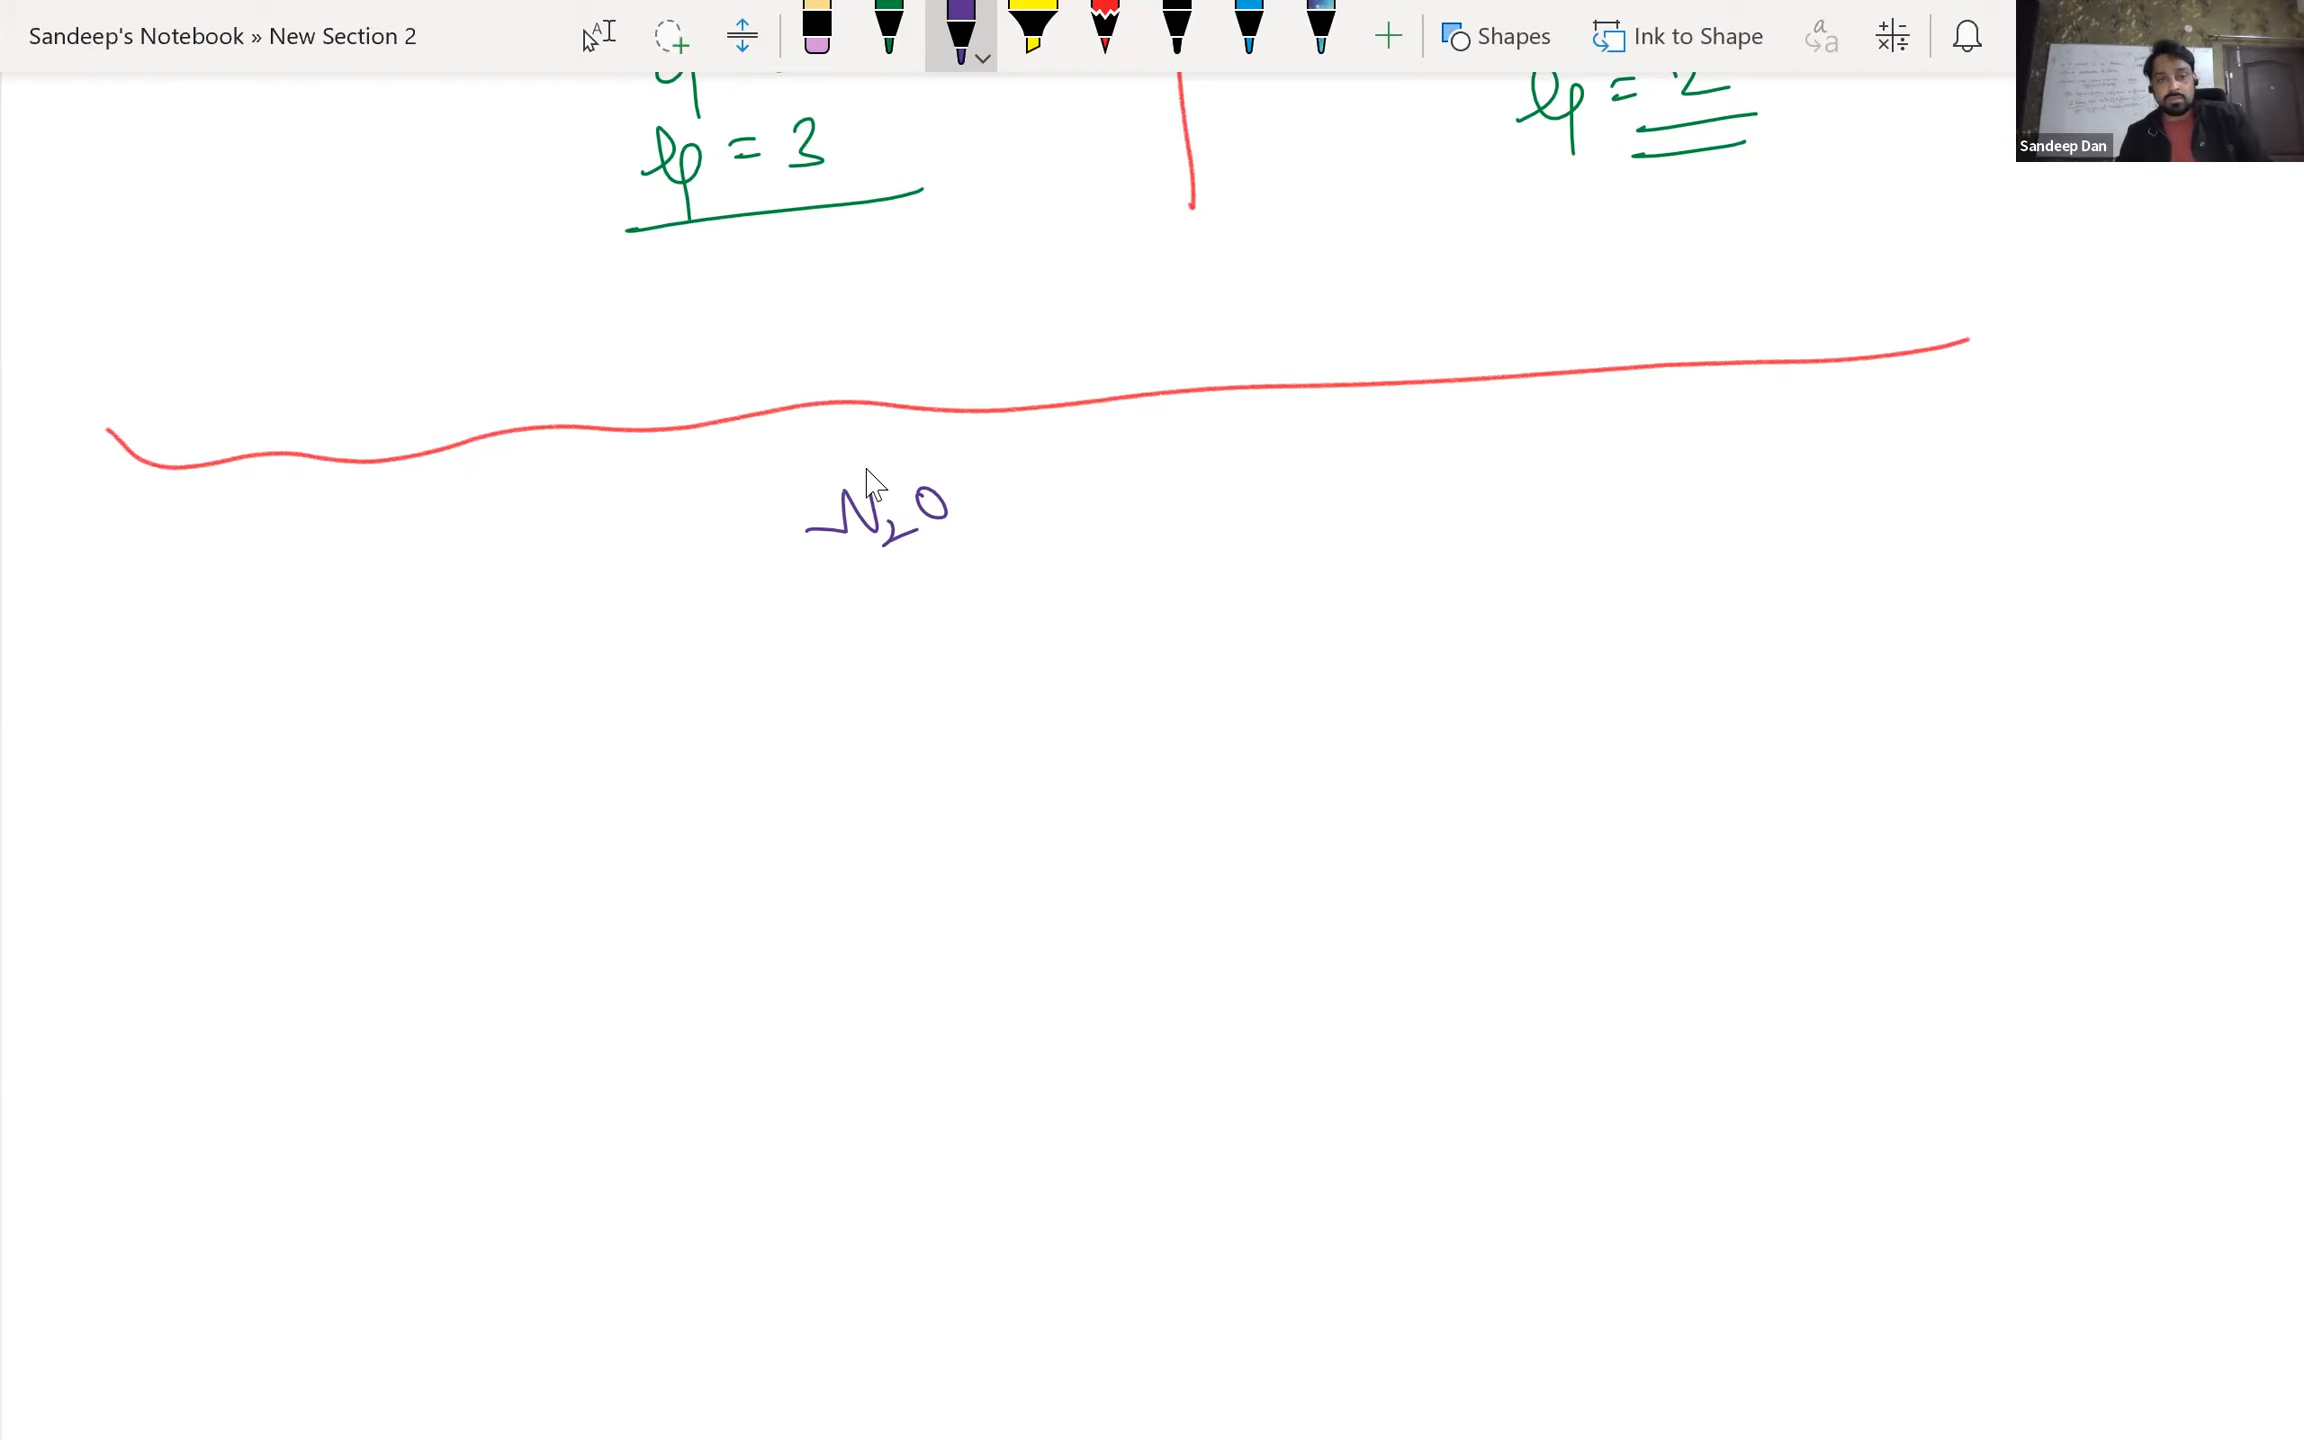 Sandeep's Notebook » New Section 2
Shapes
Ink to Shape
Sandeep Dan
lp = 3
lp = 2
N₂O